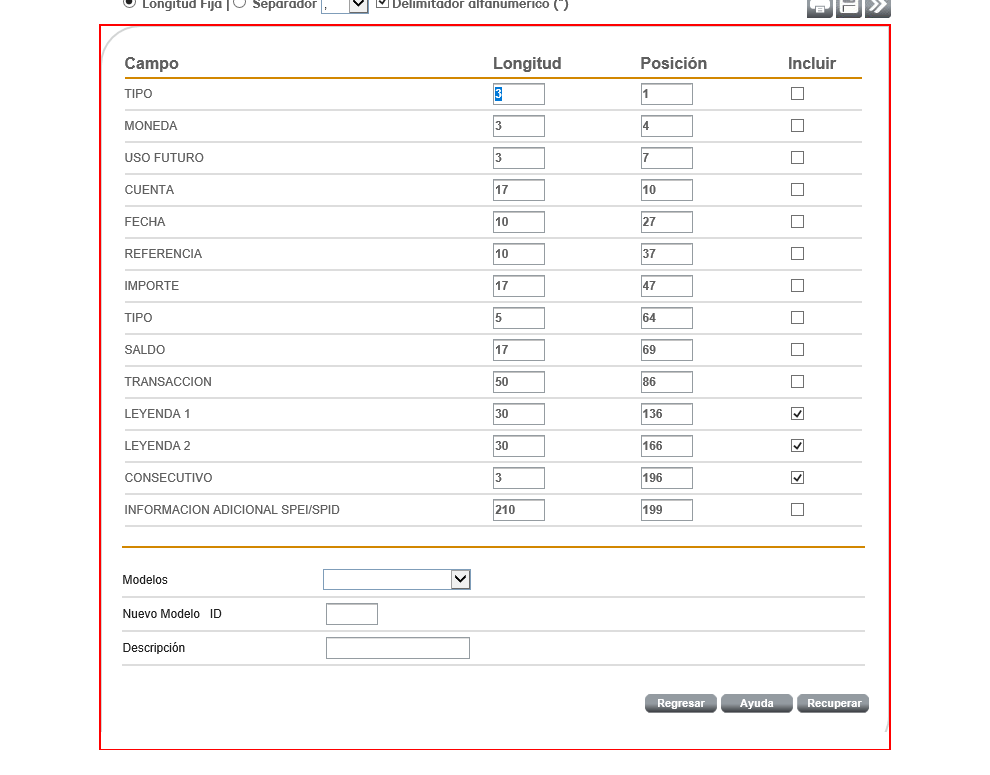 Longitud Fija | Separador , Delimitador alfanumérico (")
Campo Longitud Posición Incluir
TIPO 3 1
MONEDA 3 4
USO FUTURO 3 7
CUENTA 17 10
FECHA 10 27
REFERENCIA 10 37
IMPORTE 17 47
TIPO 5 64
SALDO 17 69
TRANSACCION 50 86
LEYENDA 1 30 136
LEYENDA 2 30 166
CONSECUTIVO 3 196
INFORMACION ADICIONAL SPEI/SPID 210 199
Modelos
Nuevo Modelo ID
Descripción
Regresar Ayuda Recuperar